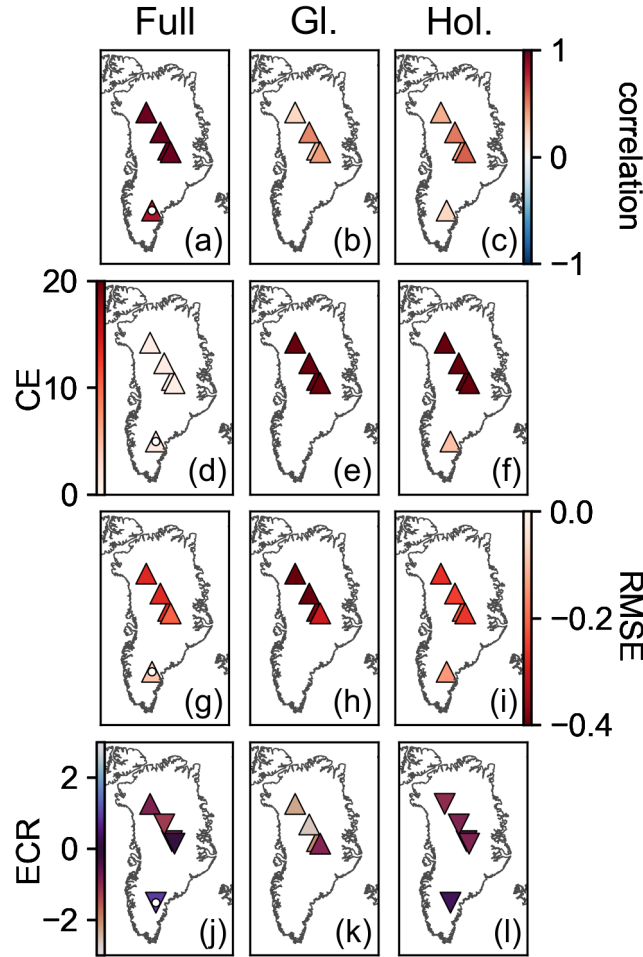 Full Gl. Hol.
(a) (b) (c)
1
0
−1
correlation
20
10
0
CE
(d) (e) (f)
(g) (h) (i)
0.0
−0.2
−0.4
RMSE
2
0
−2
ECR
(j) (k) (l)